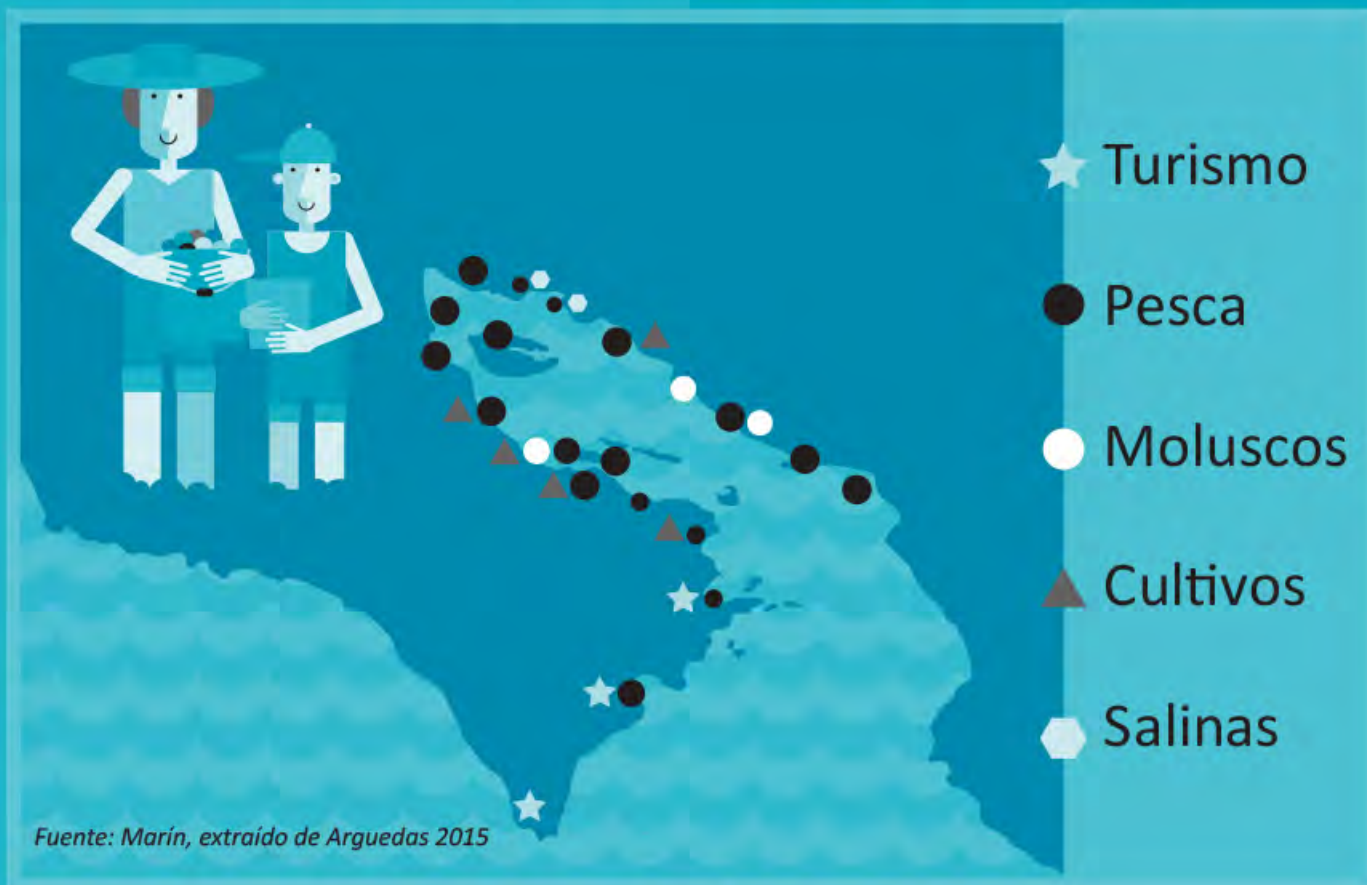 Turismo
Pesca
Moluscos
Cultivos
Salinas
Fuente: Marín, extraído de Arguedas 2015